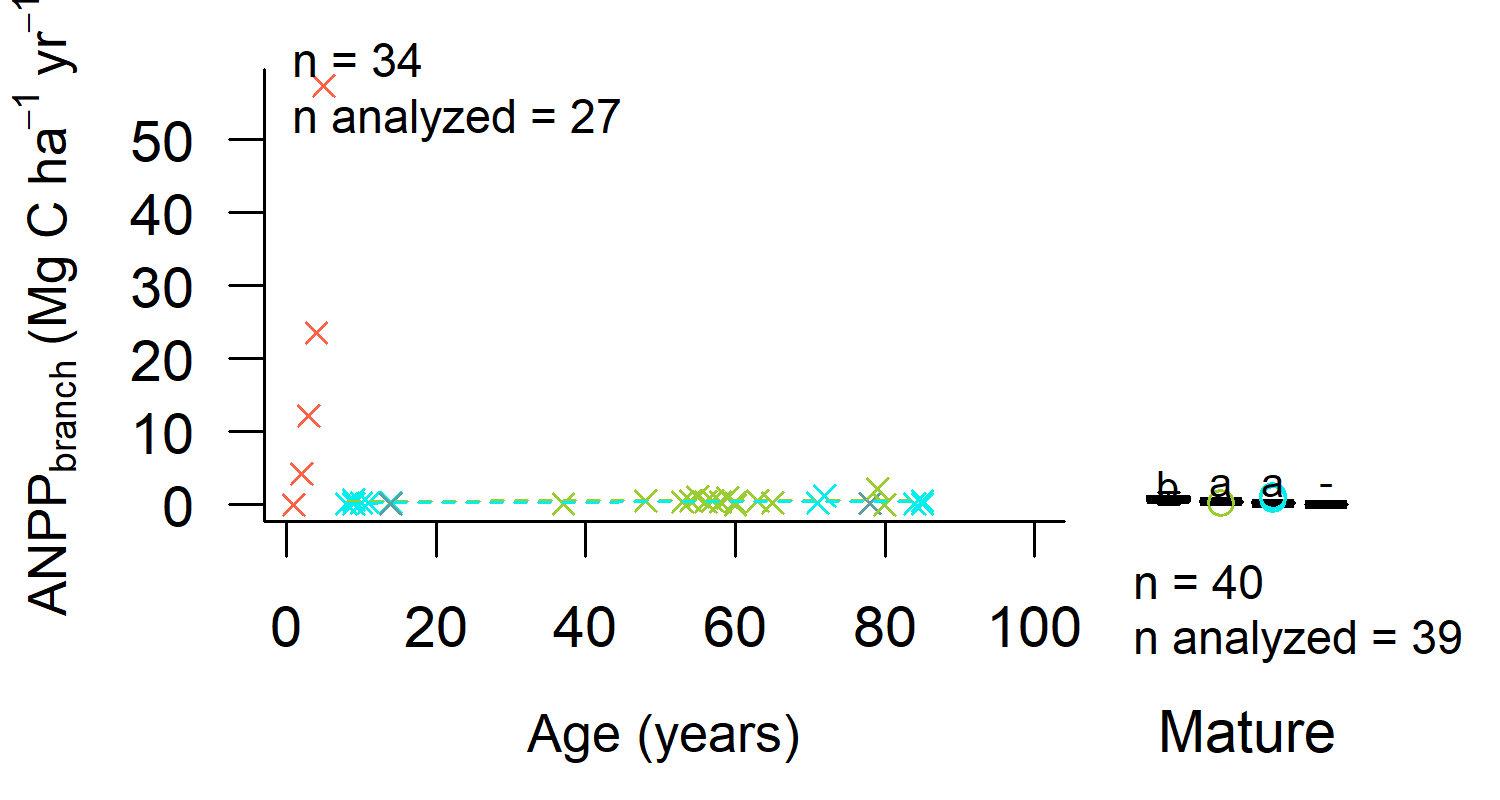 n = 34
n analyzed = 27
ANPPbranch (Mg C ha−1 yr−1
50
40
30
20
10
0
b a a -
0 20 40 60 80 100
n = 40
n analyzed = 39
Age (years)
Mature